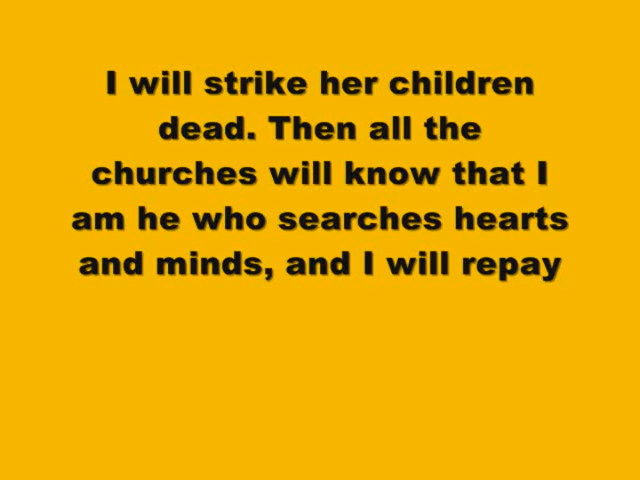 I will strike her children
dead. Then all the
churches will know that I
am he who searches hearts
and minds, and I will repay